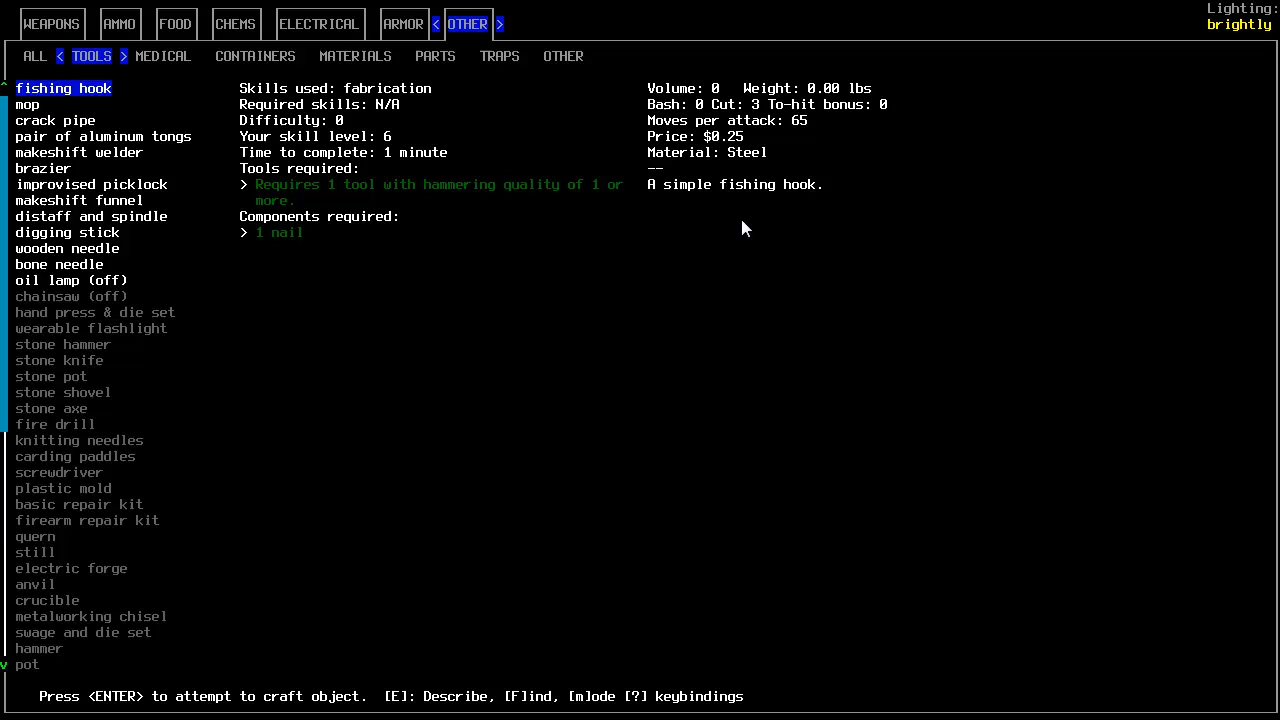 Lighting:
WEAPONS AMMO FOOD CHEMS ELECTRICAL ARMOR < OTHER > brightly
ALL < TOOLS > MEDICAL CONTAINERS MATERIALS PARTS TRAPS OTHER
^ fishing hook Skills used: fabrication Volume: 0 Weight: 0.00 lbs
mop Required skills: N/A Bash: 0 Cut: 3 To-hit bonus: 0
crack pipe Difficulty: 0 Moves per attack: 65
pair of aluminum tongs Your skill level: 6 Price: $0.25
makeshift welder Time to complete: 1 minute Material: Steel
brazier Tools required: --
improvised picklock > Requires 1 tool with hammering quality of 1 or A simple fishing hook.
makeshift funnel more.
distaff and spindle Components required:
digging stick > 1 nail
wooden needle
bone needle
oil lamp (off)
chainsaw (off)
hand press & die set
wearable flashlight
stone hammer
stone knife
stone pot
stone shovel
stone axe
fire drill
knitting needles
carding paddles
screwdriver
plastic mold
basic repair kit
firearm repair kit
quern
still
electric forge
anvil
crucible
metalworking chisel
swage and die set
hammer
v pot
Press <ENTER> to attempt to craft object. [E]: Describe, [F]ind, [m]ode [?] keybindings